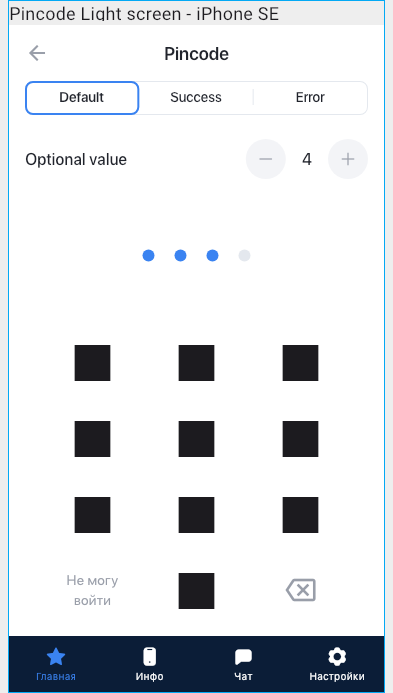 Pincode Light screen - iPhone SE
Pincode
Default Success Error
Optional value 4
Не могу
войти
Главная Инфо Чат Настройки